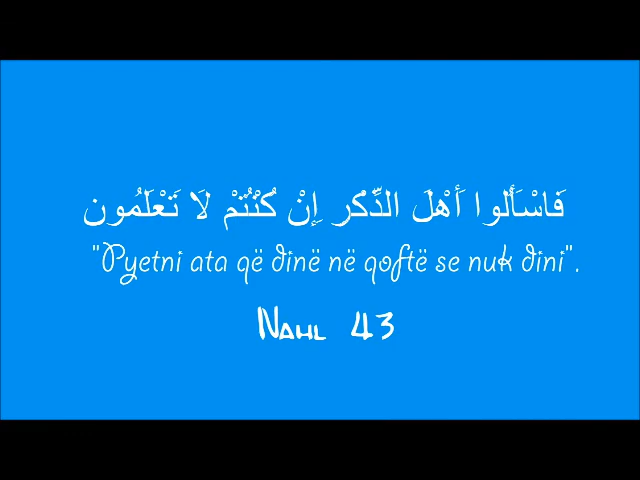 فَاسْأَلُوا أَهْلَ الذِّكْر إِنْ كُنْتُمْ لَا تَعْلَمُون
"Pyetni ata që dinë në qoftë se nuk dini".
Nahl 43